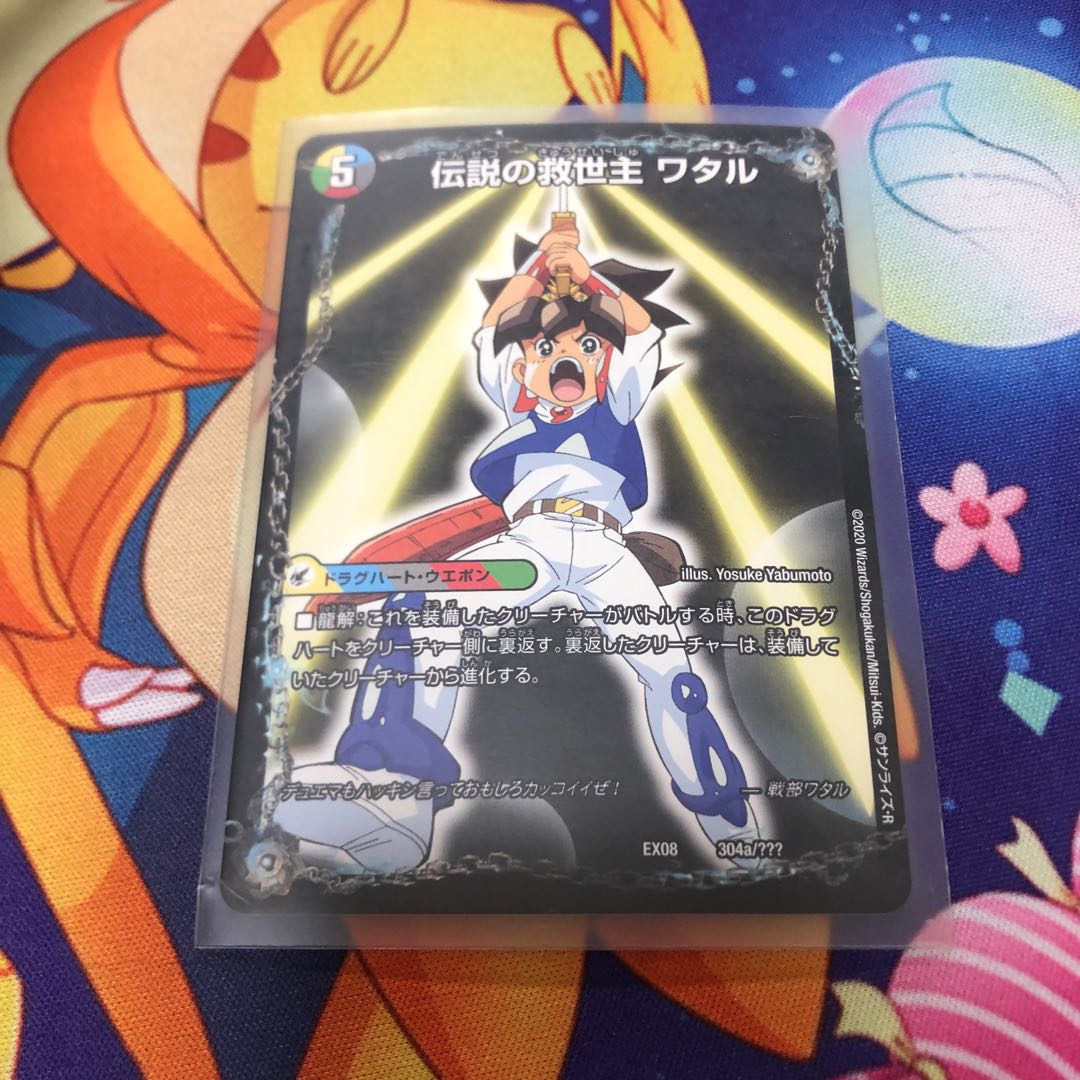 5
きゅうせいしゅ
伝説の救世主 ワタル
ドラグハート・ウエポン
illus. Yosuke Yabumoto
■龍解:これを装備したクリーチャーがバトルする時、このドラグ
ハートをクリーチャー側に裏返す。裏返したクリーチャーは、装備して
いたクリーチャーから進化する。
デュエマもハッキシ言っておもしろカッコイイぜ!
— 戦部ワタル
EX08 304a/???
©2020 Wizards/Shogakukan/Mitsui-Kids. ©サンライズ・R